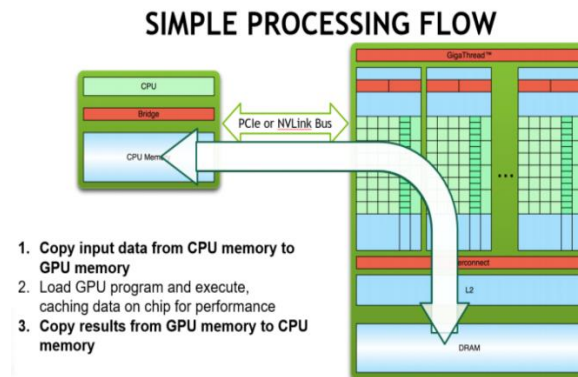 SIMPLE PROCESSING FLOW
GigaThread™
CPU
Bridge
PCIe or NVLink Bus
CPU Memory
...
1. Copy input data from CPU memory to
GPU memory
2. Load GPU program and execute,
caching data on chip for performance
3. Copy results from GPU memory to CPU
memory
erconnect
L2
DRAM